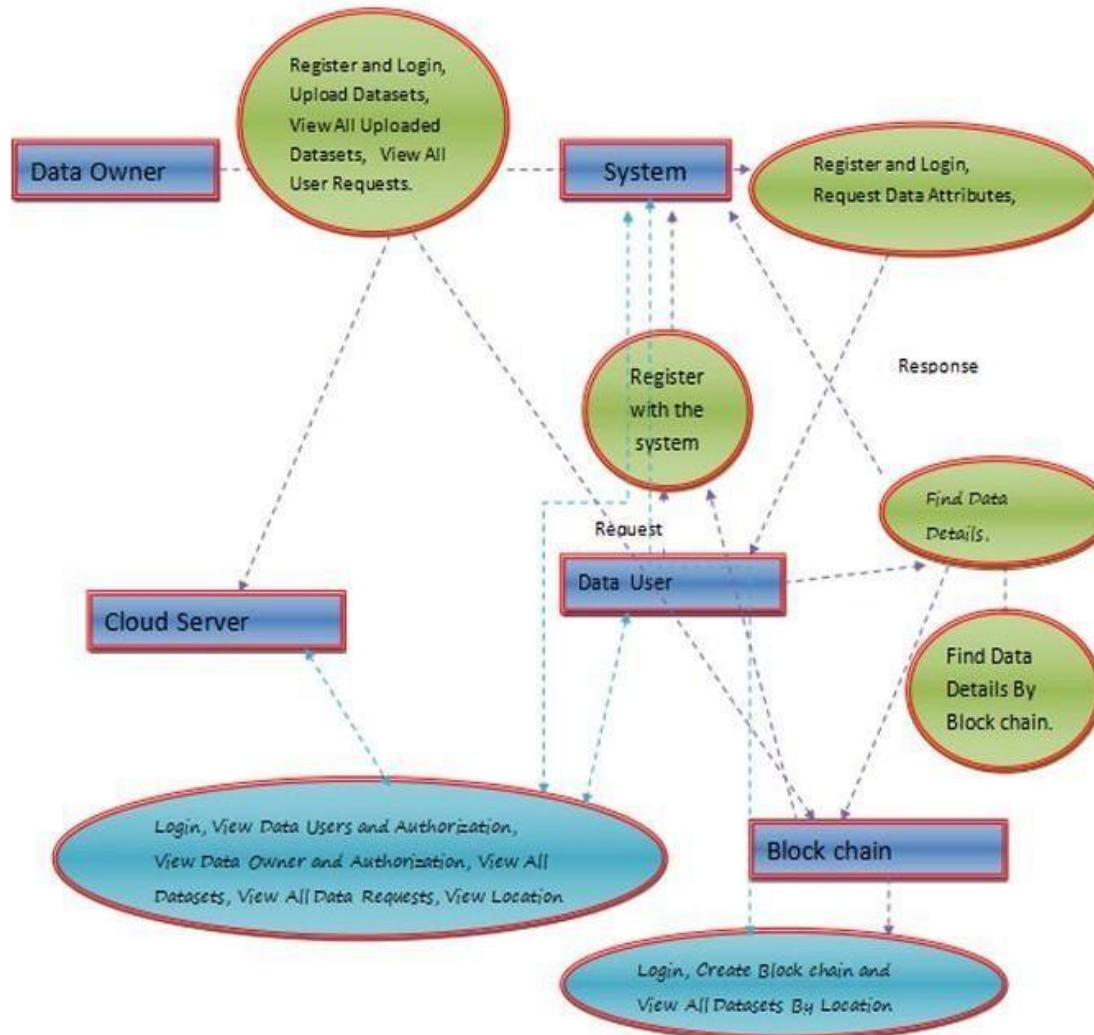 Data Owner
Register and Login,
Upload Datasets,
View All Uploaded
Datasets, View All
User Requests.
System
Register and Login,
Request Data Attributes,
Register
with the
system
Response
Request
Find Data
Details.
Data User
Cloud Server
Find Data
Details By
Block chain.
Login, View Data Users and Authorization,
View Data Owner and Authorization, View All
Datasets, View All Data Requests, View Location
Block chain
Login, Create Block chain and
View All Datasets By Location